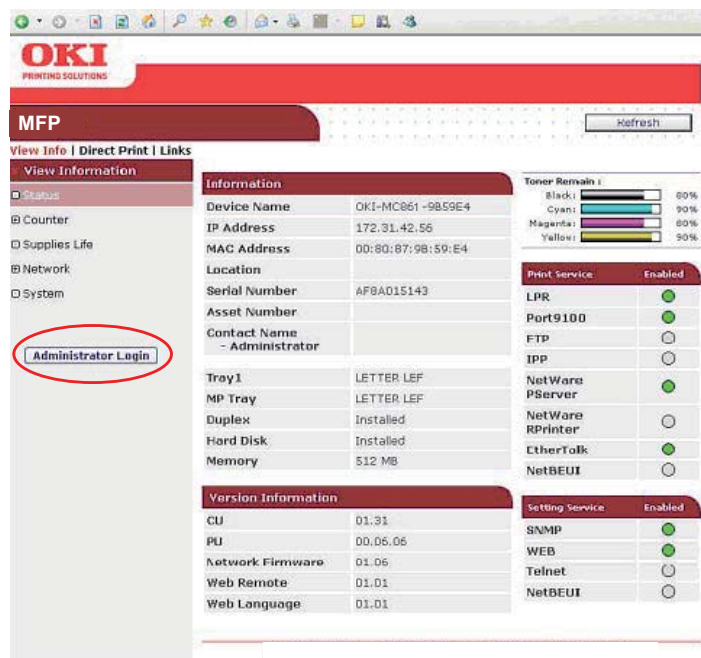 OKI
PRINTING SOLUTIONS
MFP
Refresh
View Info | Direct Print | Links
View Information
Status
Counter
Supplies Life
Network
System
Administrator Login
Information
Device Name OKI-MC861-9B59E4
IP Address 172.31.42.56
MAC Address 00:80:87:9B:59:E4
Location
Serial Number AF8A015143
Asset Number
Contact Name
- Administrator
Tray1 LETTER LEF
MP Tray LETTER LEF
Duplex Installed
Hard Disk Installed
Memory 512 MB
Version Information
CU 01.31
PU 00.06.06
Network Firmware 01.06
Web Remote 01.01
Web Language 01.01
Toner Remain :
Black: 80%
Cyan: 90%
Magenta: 80%
Yellow: 90%
Print Service Enabled
LPR
Port9100
FTP
IPP
NetWare
PServer
NetWare
RPrinter
EtherTalk
NetBEUI
Setting Service Enabled
SNMP
WEB
Telnet
NetBEUI